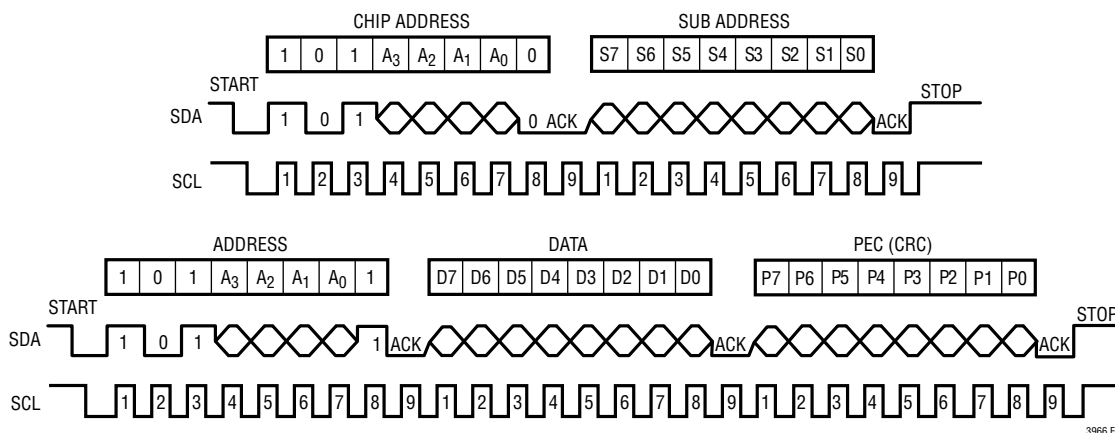 CHIP ADDRESS SUB ADDRESS
1 0 1 A3 A2 A1 A0 0 S7 S6 S5 S4 S3 S2 S1 S0
START STOP
SDA 1 0 1 0 ACK ACK
SCL 1 2 3 4 5 6 7 8 9 1 2 3 4 5 6 7 8 9
ADDRESS DATA PEC (CRC)
1 0 1 A3 A2 A1 A0 1 D7 D6 D5 D4 D3 D2 D1 D0 P7 P6 P5 P4 P3 P2 P1 P0
START STOP
SDA 1 0 1 1 ACK ACK ACK
SCL 1 2 3 4 5 6 7 8 9 1 2 3 4 5 6 7 8 9 1 2 3 4 5 6 7 8 9
3966 F